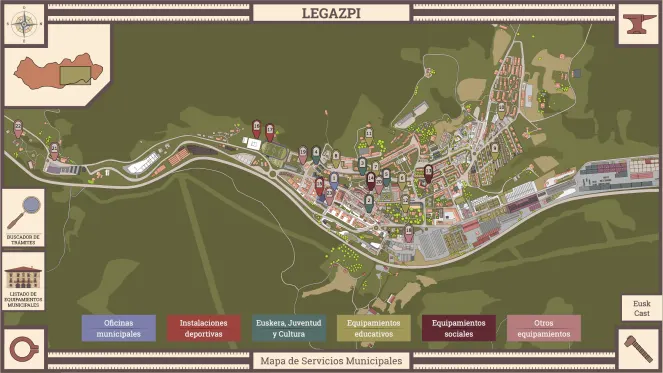 LEGAZPI
BUSCADOR DE
TRÁMITES
LISTADO DE
EQUIPAMIENTOS
MUNICIPALES
Eusk
Cast
Oficinas
municipales
Instalaciones
deportivas
Euskera, Juventud
y Cultura
Equipamientos
educativos
Equipamientos
sociales
Otros
equipamientos
Mapa de Servicios Municipales